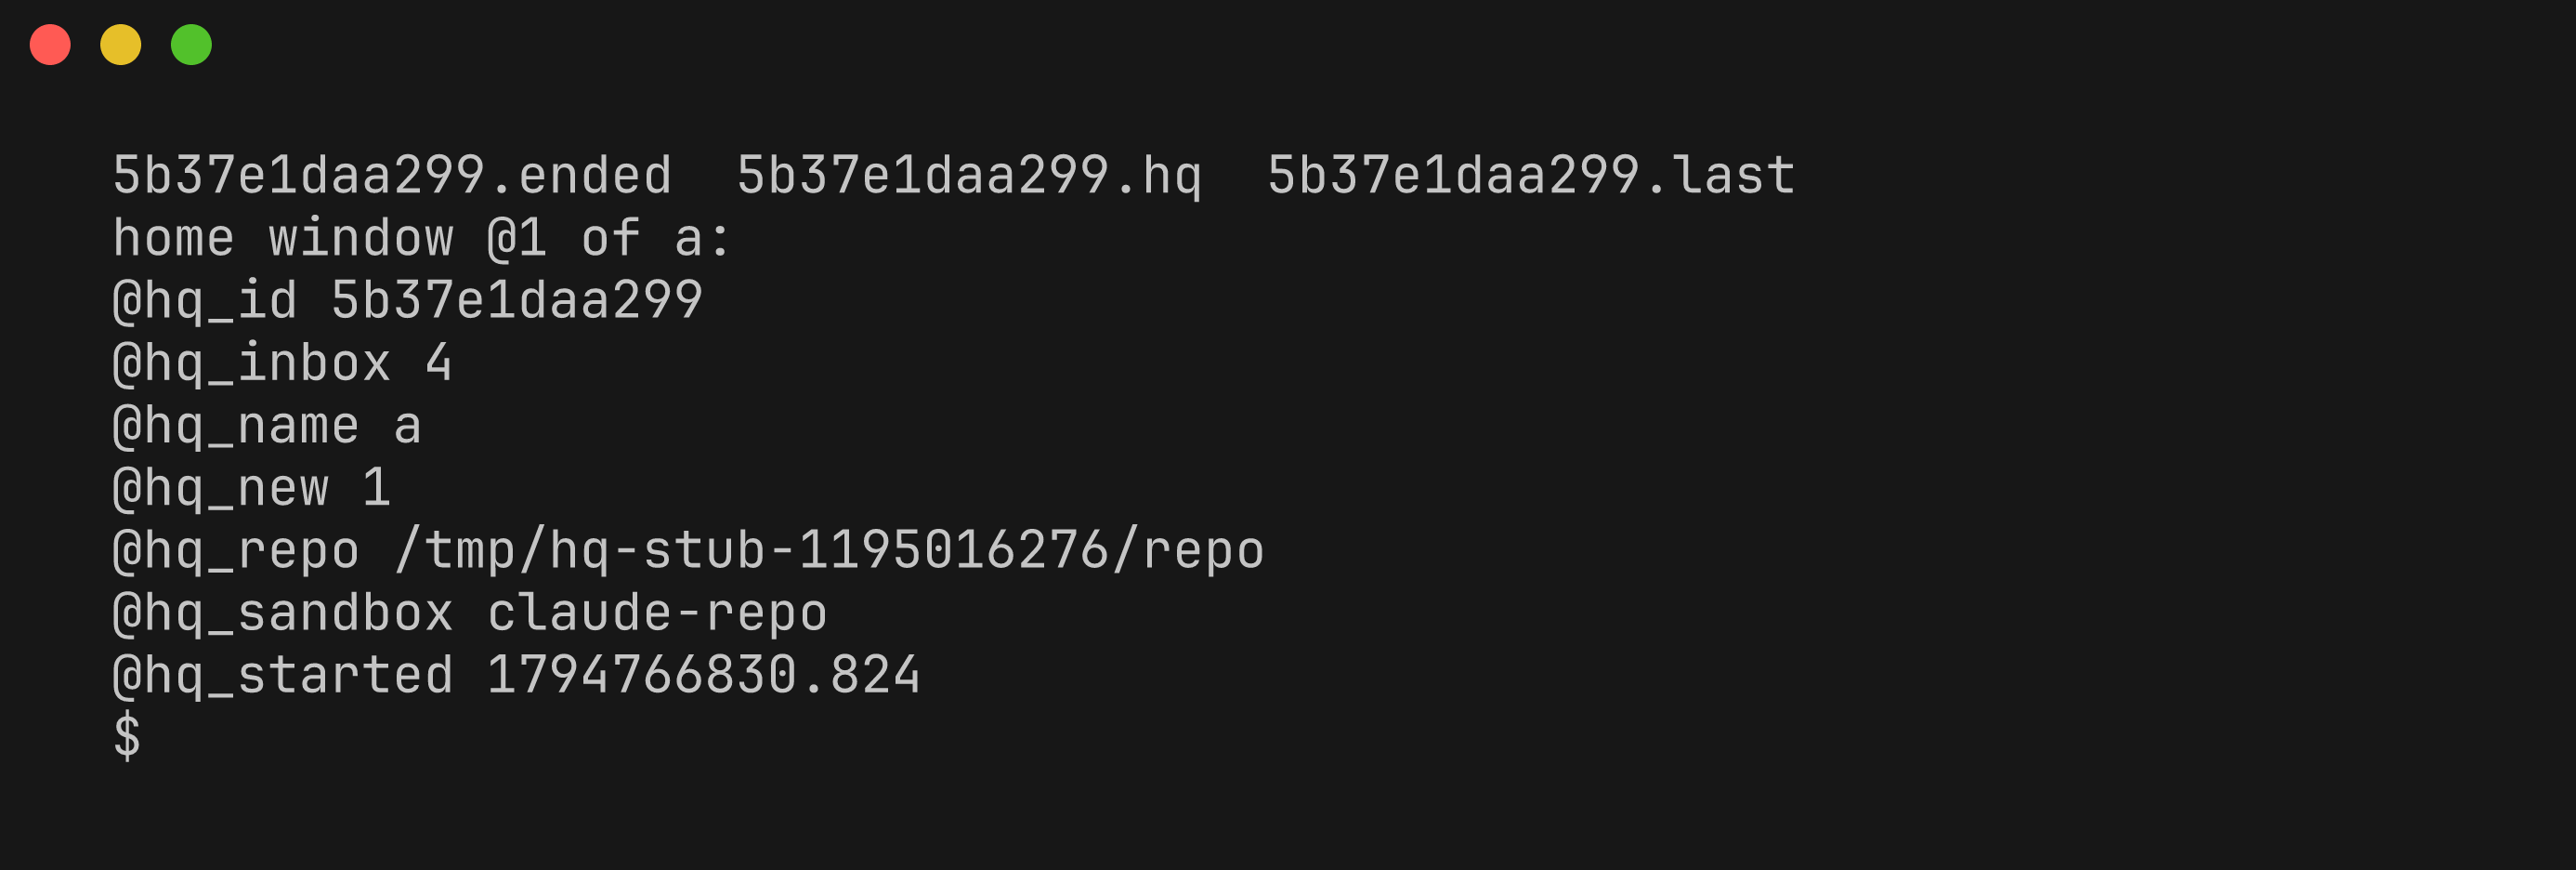 5b37e1daa299.ended  5b37e1daa299.hq  5b37e1daa299.last
home window @1 of a:
@hq_id 5b37e1daa299
@hq_inbox 4
@hq_name a
@hq_new 1
@hq_repo /tmp/hq-stub-1195016276/repo
@hq_sandbox claude-repo
@hq_started 1794766830.824
$